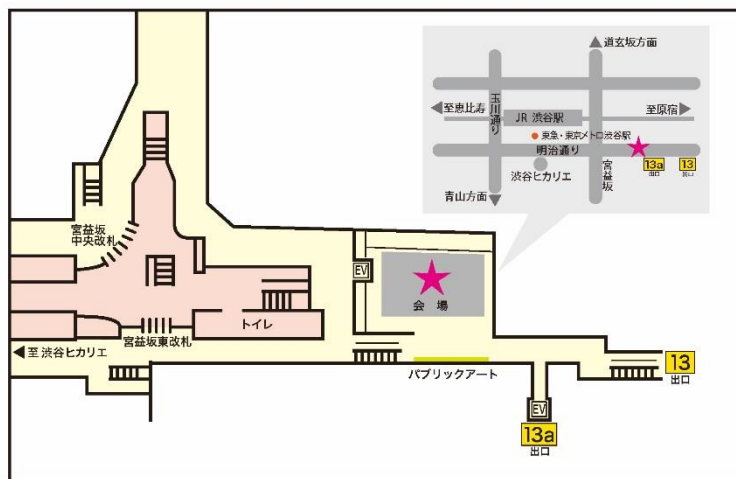 道玄坂方面
玉川通り
至恵比寿
JR 渋谷駅
至原宿
東急・東京メトロ渋谷駅
明治通り
渋谷ヒカリエ
宮益坂
13a
出口
13
出口
青山方面
宮益坂
中央改札
EV
会場
トイレ
宮益坂東改札
至 渋谷ヒカリエ
パブリックアート
13
出口
EV
13a
出口